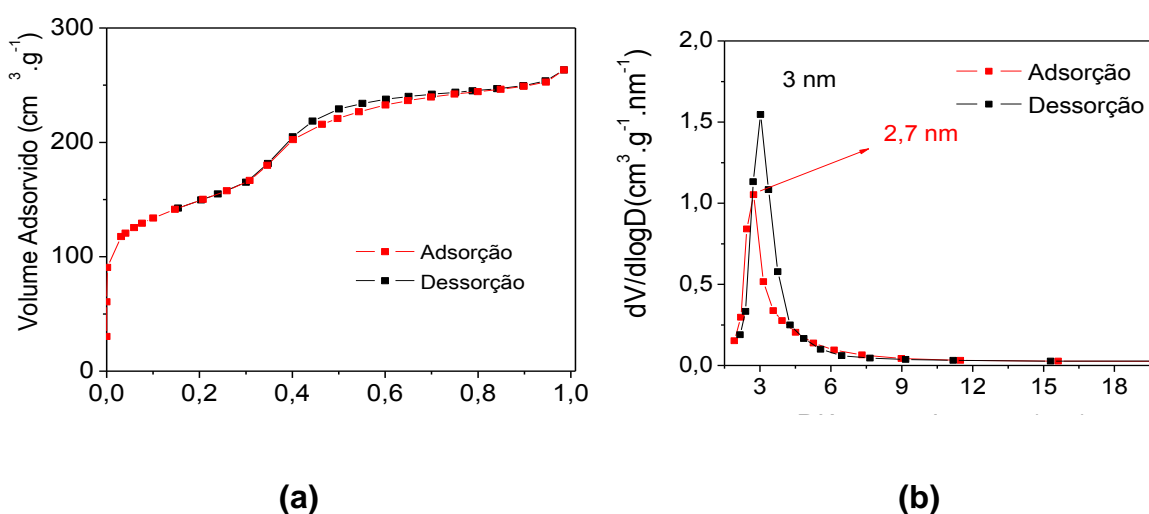 300
200
100
0
Volume Adsorvido (cm³.g⁻¹)
Adsorção
Dessorção
0,0 0,2 0,4 0,6 0,8 1,0
(a)
2,0
1,5
1,0
0,5
0,0
dV/dlogD(cm³.g⁻¹.nm⁻¹)
3 nm
2,7 nm
Adsorção
Dessorção
3 6 9 12 15 18
(b)